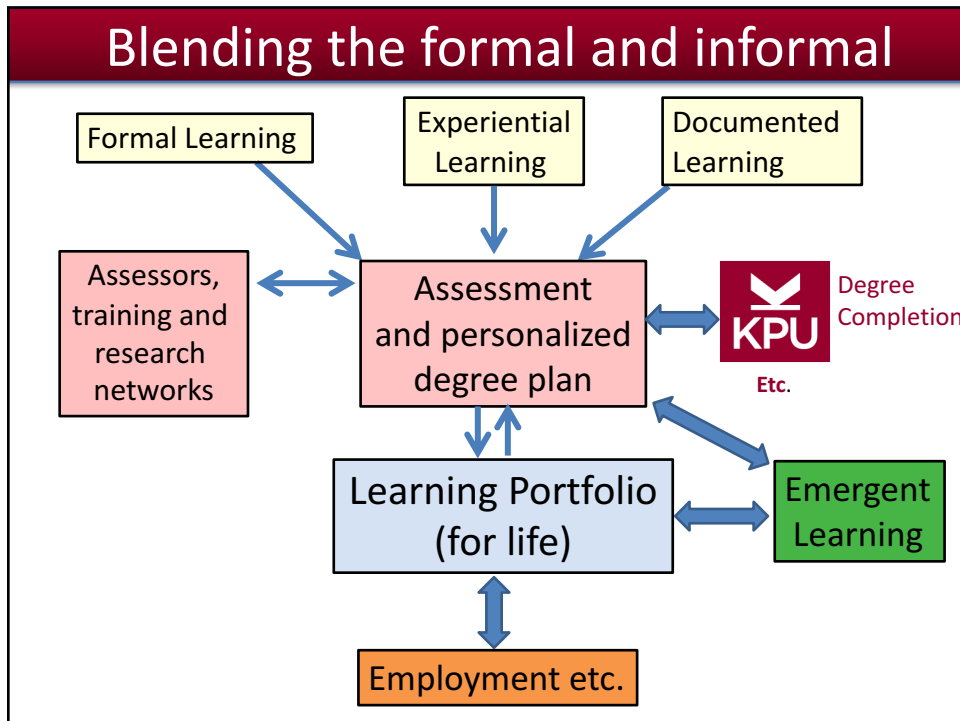 Blending the formal and informal
Formal Learning
Experiential
Learning
Documented
Learning
Assessors,
training and
research
networks
Assessment
and personalized
degree plan
KPU
Degree
Completion
Etc.
Learning Portfolio
(for life)
Emergent
Learning
Employment etc.